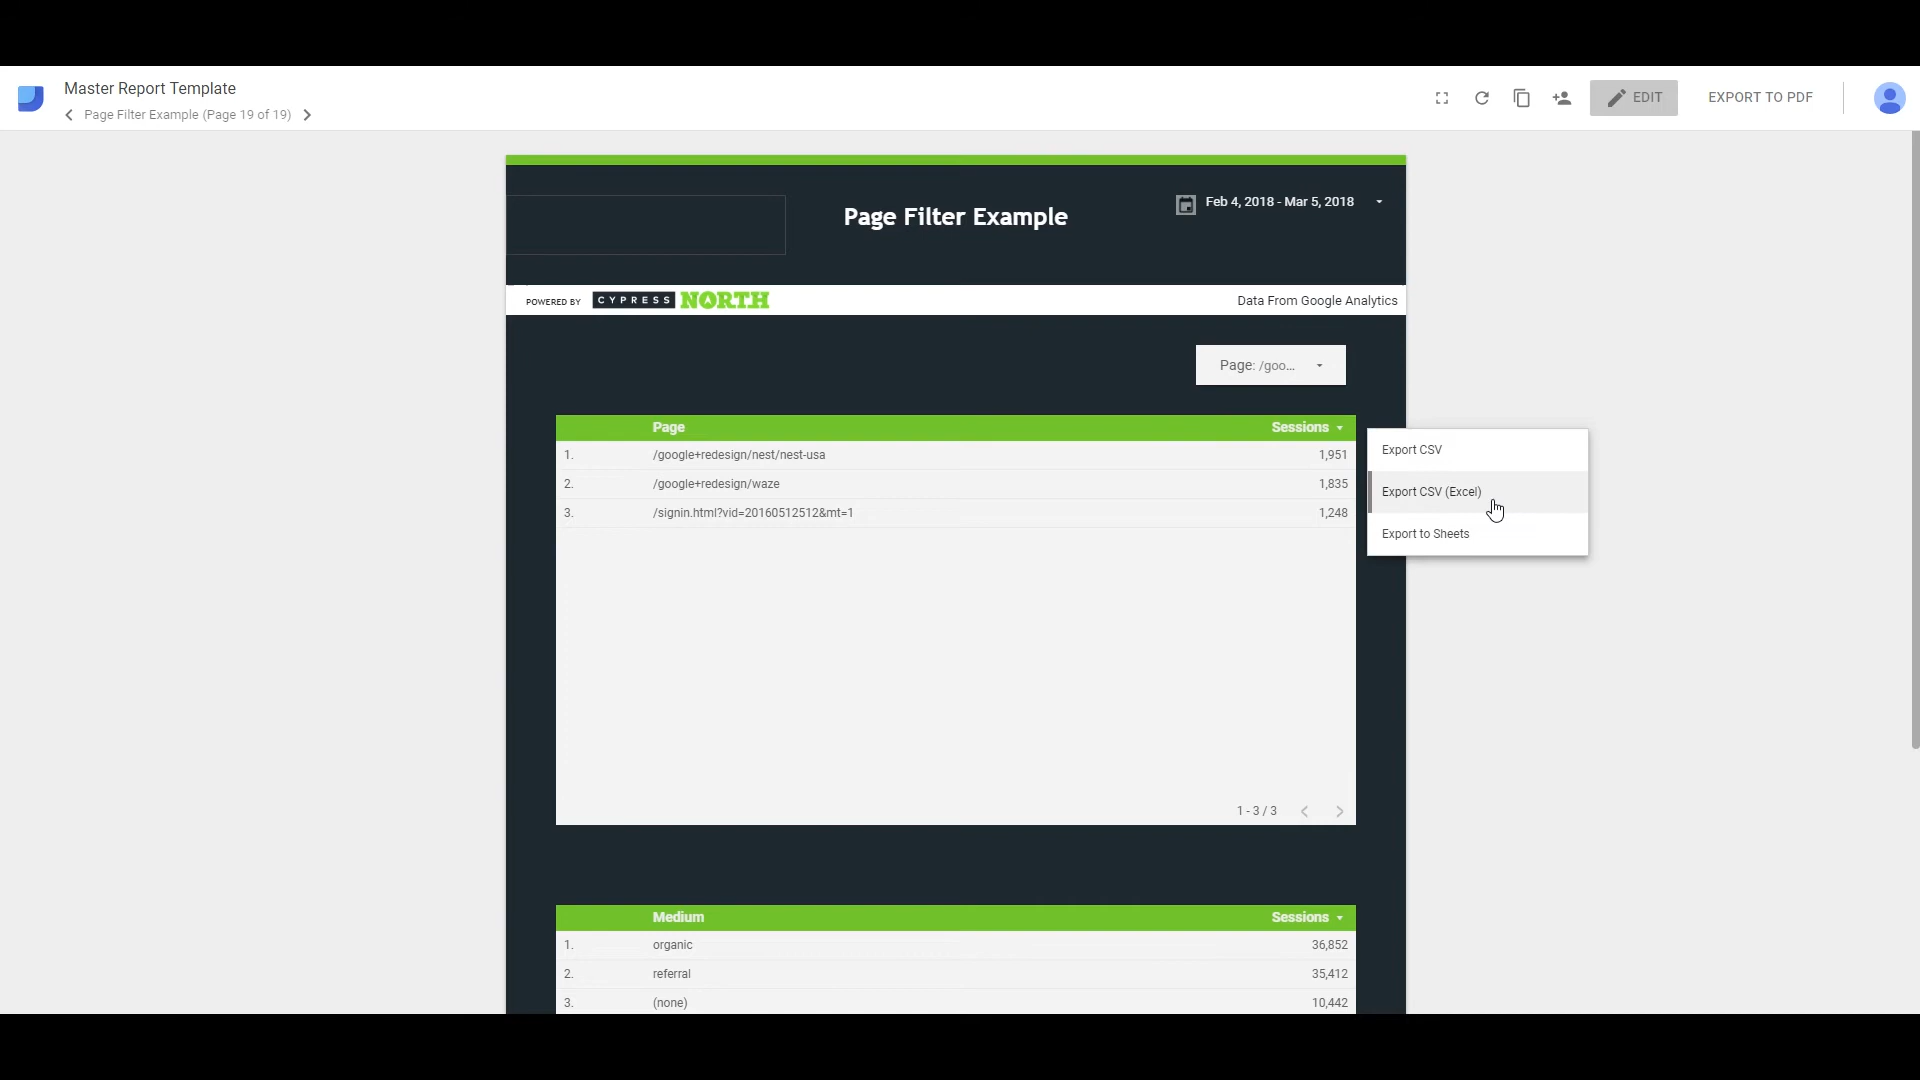 Master Report Template
Page Filter Example (Page 19 of 19)
EDIT
EXPORT TO PDF
Page Filter Example
Feb 4, 2018 - Mar 5, 2018
POWERED BY CYPRESS NORTH
Data From Google Analytics
Page: /goo...
Page Sessions
1. /google+redesign/nest/nest-usa 1,951
2. /google+redesign/waze 1,835
3. /signin.html?vid=20160512512&mt=1 1,248
Export CSV
Export CSV (Excel)
Export to Sheets
1 - 3 / 3
Medium Sessions
1. organic 36,852
2. referral 35,412
3. (none) 10,442